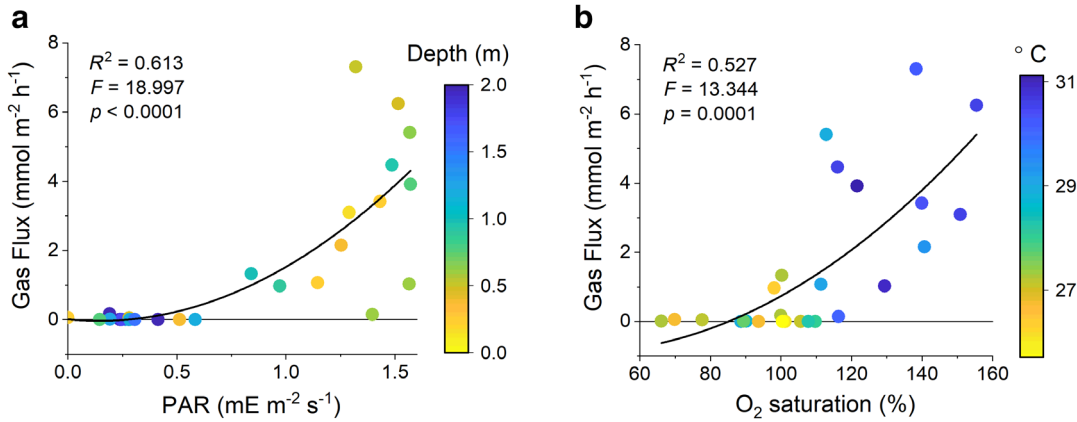 a
R² = 0.613
F = 18.997
p < 0.0001
Depth (m)
2.0
1.5
1.0
0.5
0.0
8
6
4
2
0
Gas Flux (mmol m⁻² h⁻¹)
0.0 0.5 1.0 1.5
PAR (mE m⁻² s⁻¹)
b
R² = 0.527
F = 13.344
p = 0.0001
° C
31
29
27
8
6
4
2
0
Gas Flux (mmol m⁻² h⁻¹)
60 80 100 120 140 160
O₂ saturation (%)